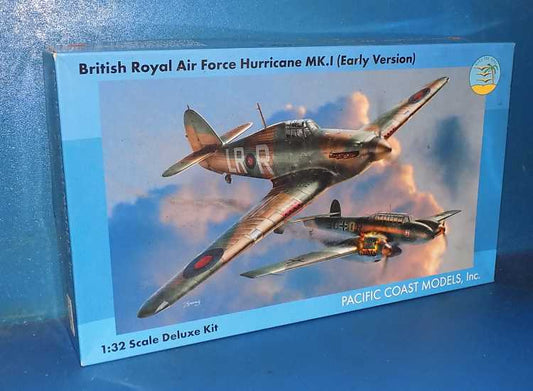 British Royal Air Force Hurricane MK.I (Early Version)
PACIFIC COAST MODELS, Inc.
1:32 Scale Deluxe Kit